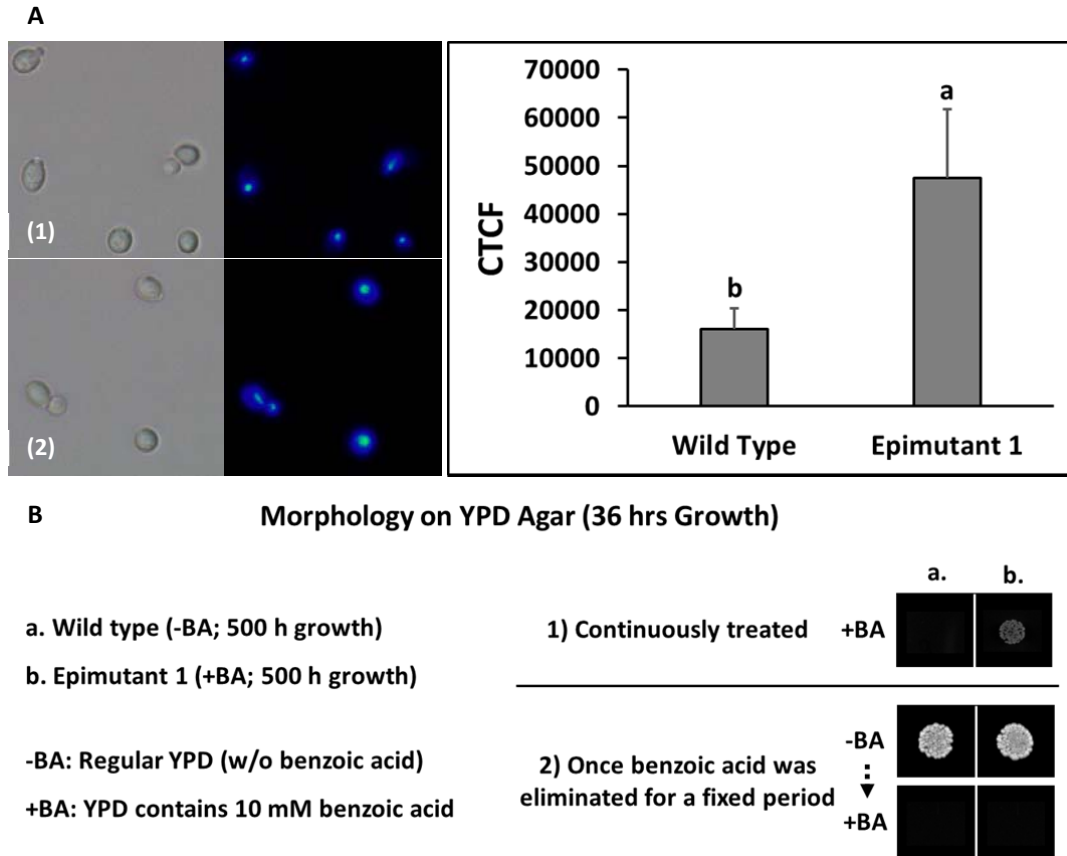 A
(1)
(2)
70000
60000
50000
40000
30000
20000
10000
0
CTCF
b
a
Wild Type
Epimutant 1
B
Morphology on YPD Agar (36 hrs Growth)
a. Wild type (-BA; 500 h growth)
b. Epimutant 1 (+BA; 500 h growth)
-BA: Regular YPD (w/o benzoic acid)
+BA: YPD contains 10 mM benzoic acid
a. b.
1) Continuously treated +BA
2) Once benzoic acid was
eliminated for a fixed period
-BA
+BA